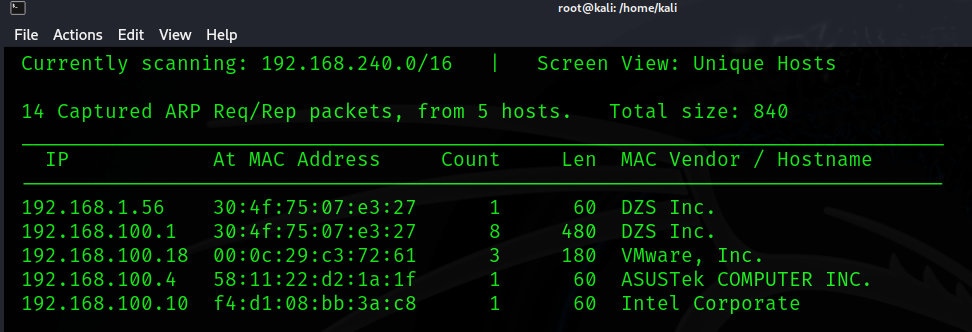 root@kali: /home/kali
File Actions Edit View Help
Currently scanning: 192.168.240.0/16 | Screen View: Unique Hosts
14 Captured ARP Req/Rep packets, from 5 hosts. Total size: 840
IP At MAC Address Count Len MAC Vendor / Hostname
192.168.1.56 30:4f:75:07:e3:27 1 60 DZS Inc.
192.168.100.1 30:4f:75:07:e3:27 8 480 DZS Inc.
192.168.100.18 00:0c:29:c3:72:61 3 180 VMware, Inc.
192.168.100.4 58:11:22:d2:1a:1f 1 60 ASUSTek COMPUTER INC.
192.168.100.10 f4:d1:08:bb:3a:c8 1 60 Intel Corporate